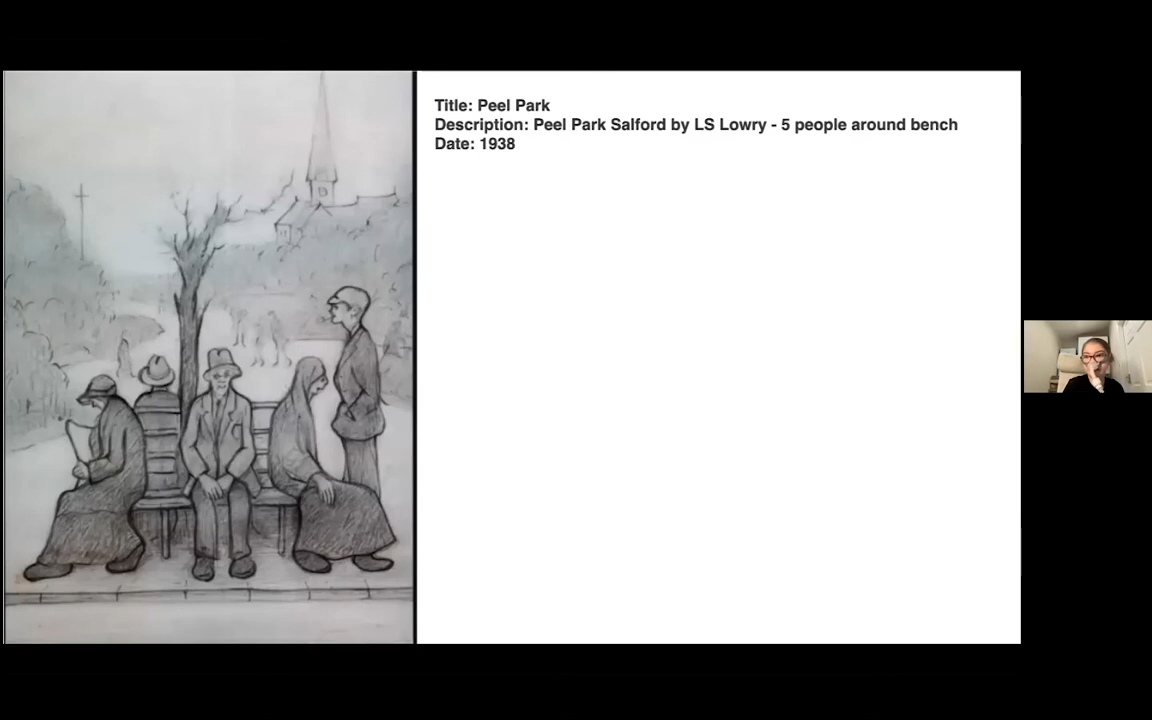 Title: Peel Park
Description: Peel Park Salford by LS Lowry - 5 people around bench
Date: 1938